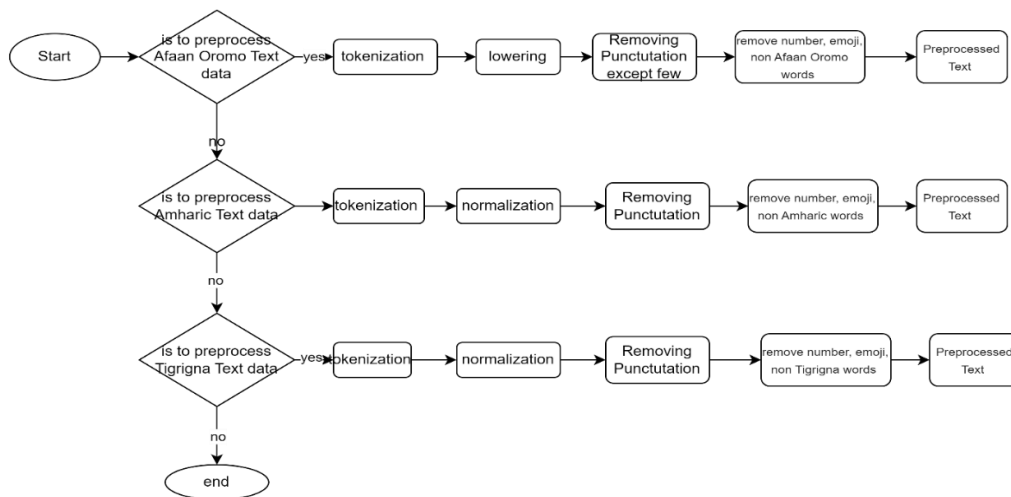 Start
is to preprocess
Afaan Oromo Text
data
yes
tokenization
lowering
Removing
Punctutation
except few
remove number, emoji,
non Afaan Oromo
words
Preprocessed
Text
no
is to preprocess
Amharic Text data
tokenization
normalization
Removing
Punctutation
remove number, emoji,
non Amharic words
Preprocessed
Text
no
is to preprocess
Tigrigna Text data
yes
tokenization
normalization
Removing
Punctutation
remove number, emoji,
non Tigrigna words
Preprocessed
Text
no
end